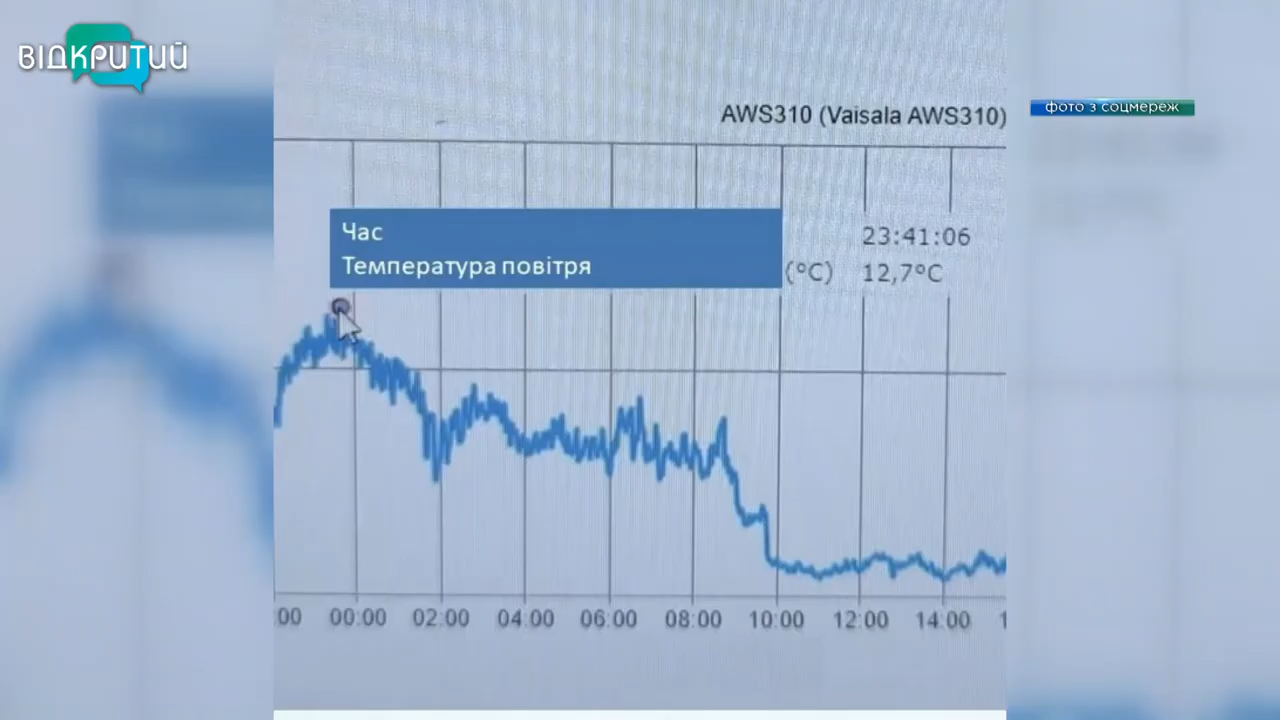 ВІДКРИТИЙ
фото з соцмереж
AWS310 (Vaisala AWS310)
Час 23:41:06
Температура повітря (°C) 12,7°C
:00 00:00 02:00 04:00 06:00 08:00 10:00 12:00 14:00 1